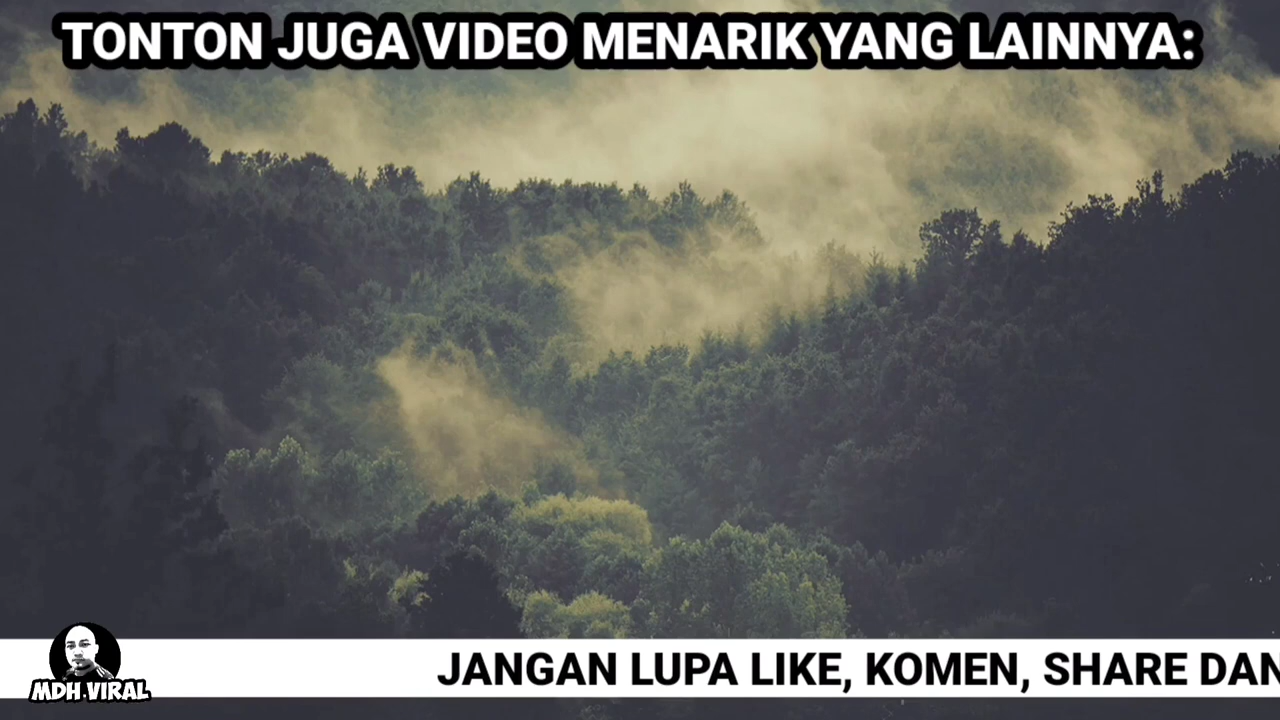 TONTON JUGA VIDEO MENARIK YANG LAINNYA:
JANGAN LUPA LIKE, KOMEN, SHARE DAN
MDH VIRAL